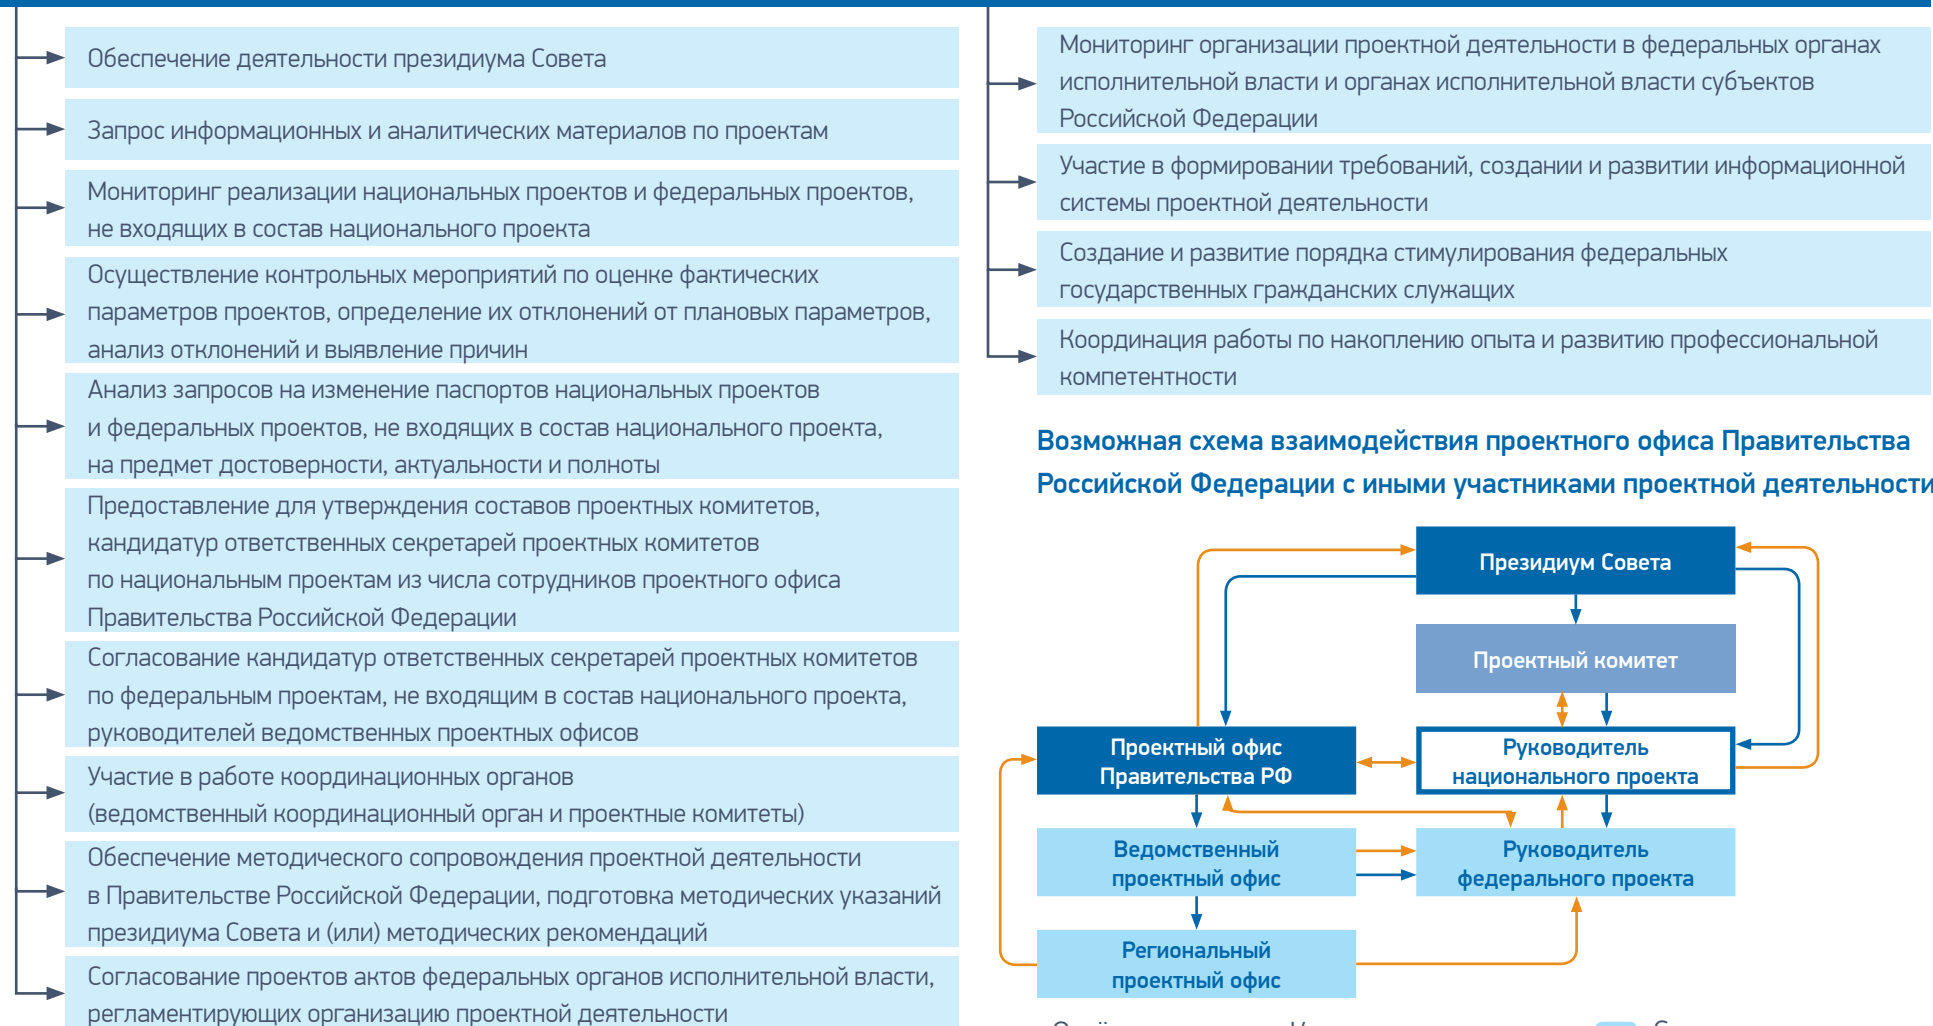 Обеспечение деятельности президиума Совета
Запрос информационных и аналитических материалов по проектам
Мониторинг реализации национальных проектов и федеральных проектов,
не входящих в состав национального проекта
Осуществление контрольных мероприятий по оценке фактических
параметров проектов, определение их отклонений от плановых параметров,
анализ отклонений и выявление причин
Анализ запросов на изменение паспортов национальных проектов
и федеральных проектов, не входящих в состав национального проекта,
на предмет достоверности, актуальности и полноты
Предоставление для утверждения составов проектных комитетов,
кандидатур ответственных секретарей проектных комитетов
по национальным проектам из числа сотрудников проектного офиса
Правительства Российской Федерации
Согласование кандидатур ответственных секретарей проектных комитетов
по федеральным проектам, не входящим в состав национального проекта,
руководителей ведомственных проектных офисов
Участие в работе координационных органов
(ведомственный координационный орган и проектные комитеты)
Обеспечение методического сопровождения проектной деятельности
в Правительстве Российской Федерации, подготовка методических указаний
президиума Совета и (или) методических рекомендаций
Согласование проектов актов федеральных органов исполнительной власти,
регламентирующих организацию проектной деятельности
Мониторинг организации проектной деятельности в федеральных органах
исполнительной власти и органах исполнительной власти субъектов
Российской Федерации
Участие в формировании требований, создании и развитии информационной
системы проектной деятельности
Создание и развитие порядка стимулирования федеральных
государственных гражданских служащих
Координация работы по накоплению опыта и развитию профессиональной
компетентности
Возможная схема взаимодействия проектного офиса Правительства
Российской Федерации с иными участниками проектной деятельности
Президиум Совета
Проектный комитет
Проектный офис
Правительства РФ
Руководитель
национального проекта
Ведомственный
проектный офис
Руководитель
федерального проекта
Региональный
проектный офис